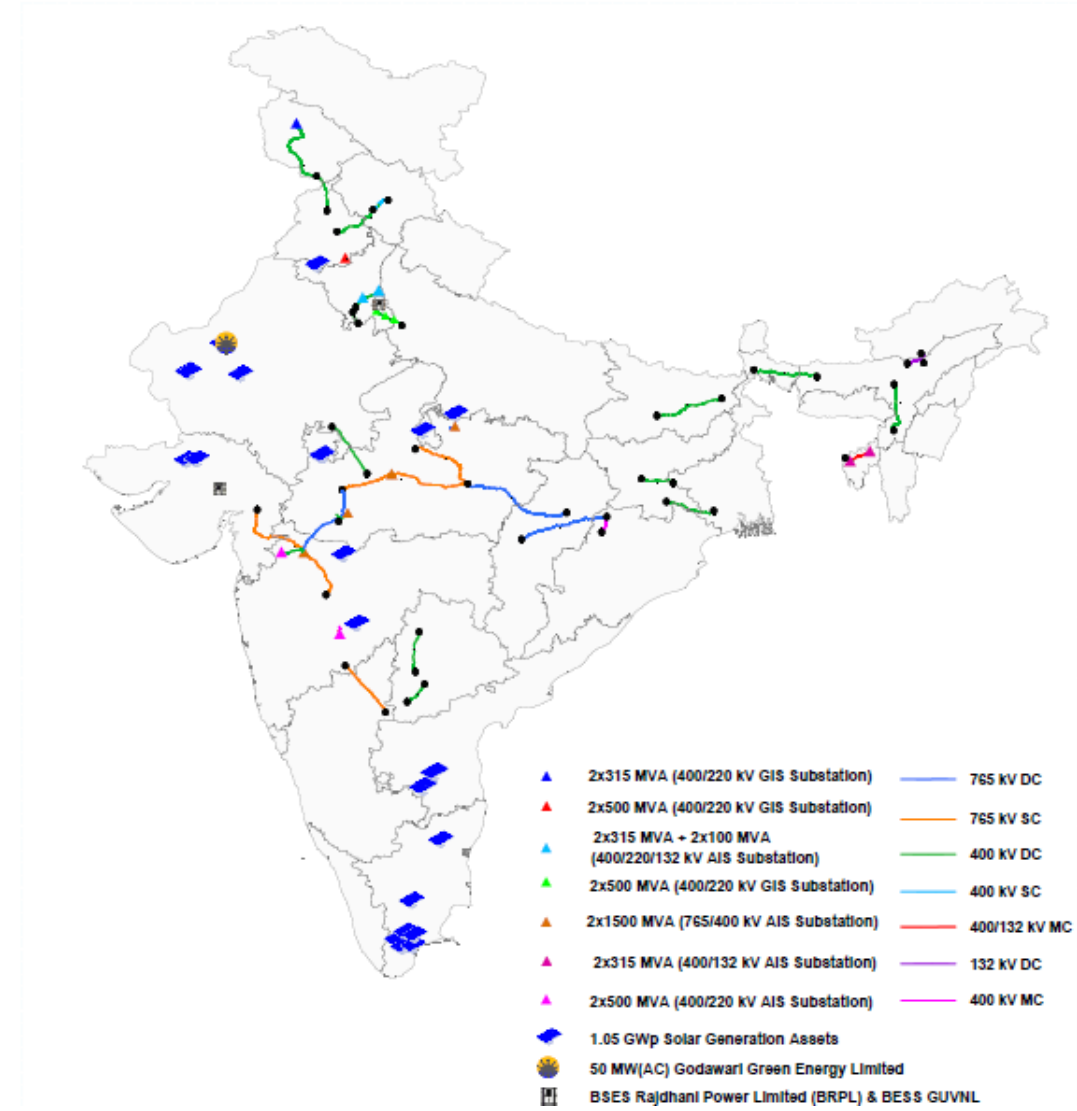 2x315 MVA (400/220 kV GIS Substation)
765 kV DC
2x500 MVA (400/220 kV GIS Substation)
765 kV SC
2x315 MVA + 2x100 MVA
(400/220/132 kV AIS Substation)
400 kV DC
2x500 MVA (400/220 kV GIS Substation)
400 kV SC
2x1500 MVA (765/400 kV AIS Substation)
400/132 kV MC
2x315 MVA (400/132 kV AIS Substation)
132 kV DC
2x500 MVA (400/220 kV AIS Substation)
400 kV MC
1.05 GWp Solar Generation Assets
50 MW(AC) Godawari Green Energy Limited
BSES Rajdhani Power Limited (BRPL) & BESS GUVNL